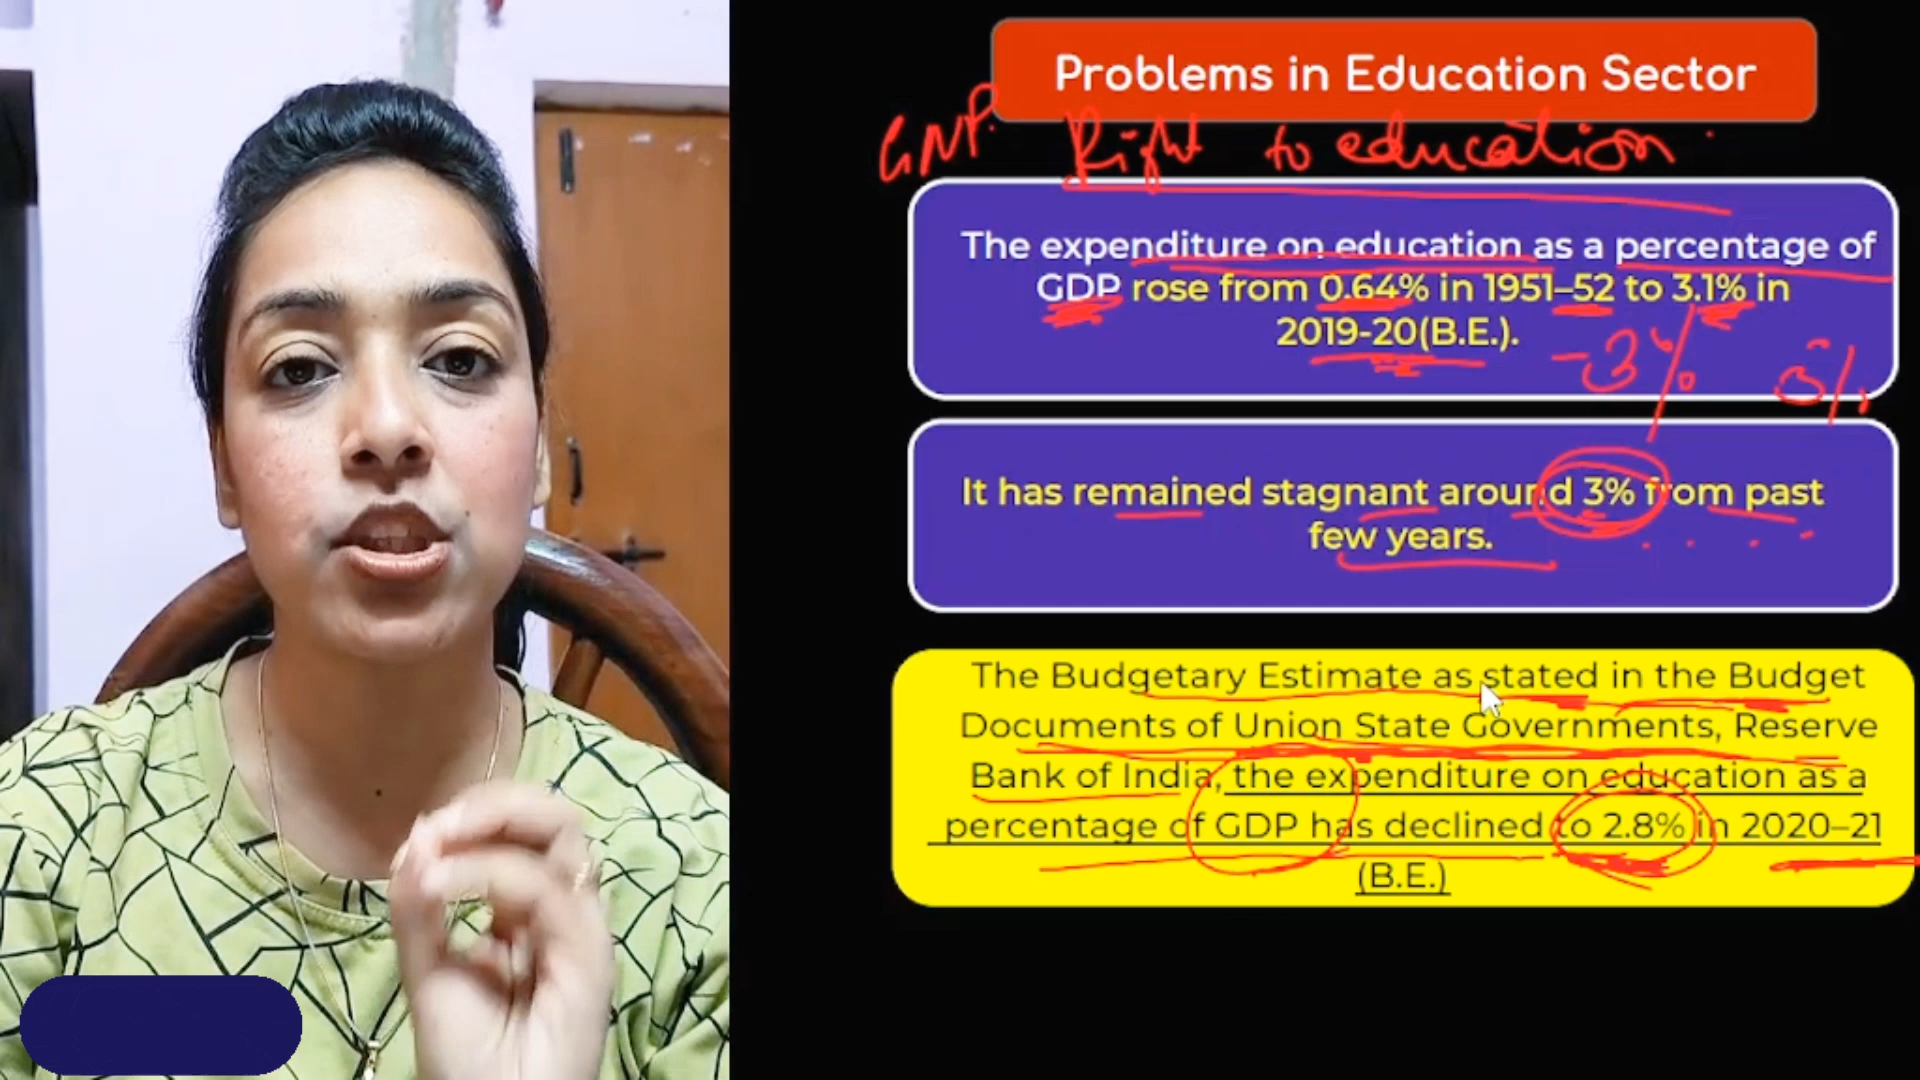 Problems in Education Sector
GNP. Right to education
The expenditure on education as a percentage of
GDP rose from 0.64% in 1951–52 to 3.1% in
2019-20(B.E.).
3%
It has remained stagnant around 3% from past
few years.
The Budgetary Estimate as stated in the Budget
Documents of Union State Governments, Reserve
Bank of India, the expenditure on education as a
percentage of GDP has declined to 2.8% in 2020–21
(B.E.)